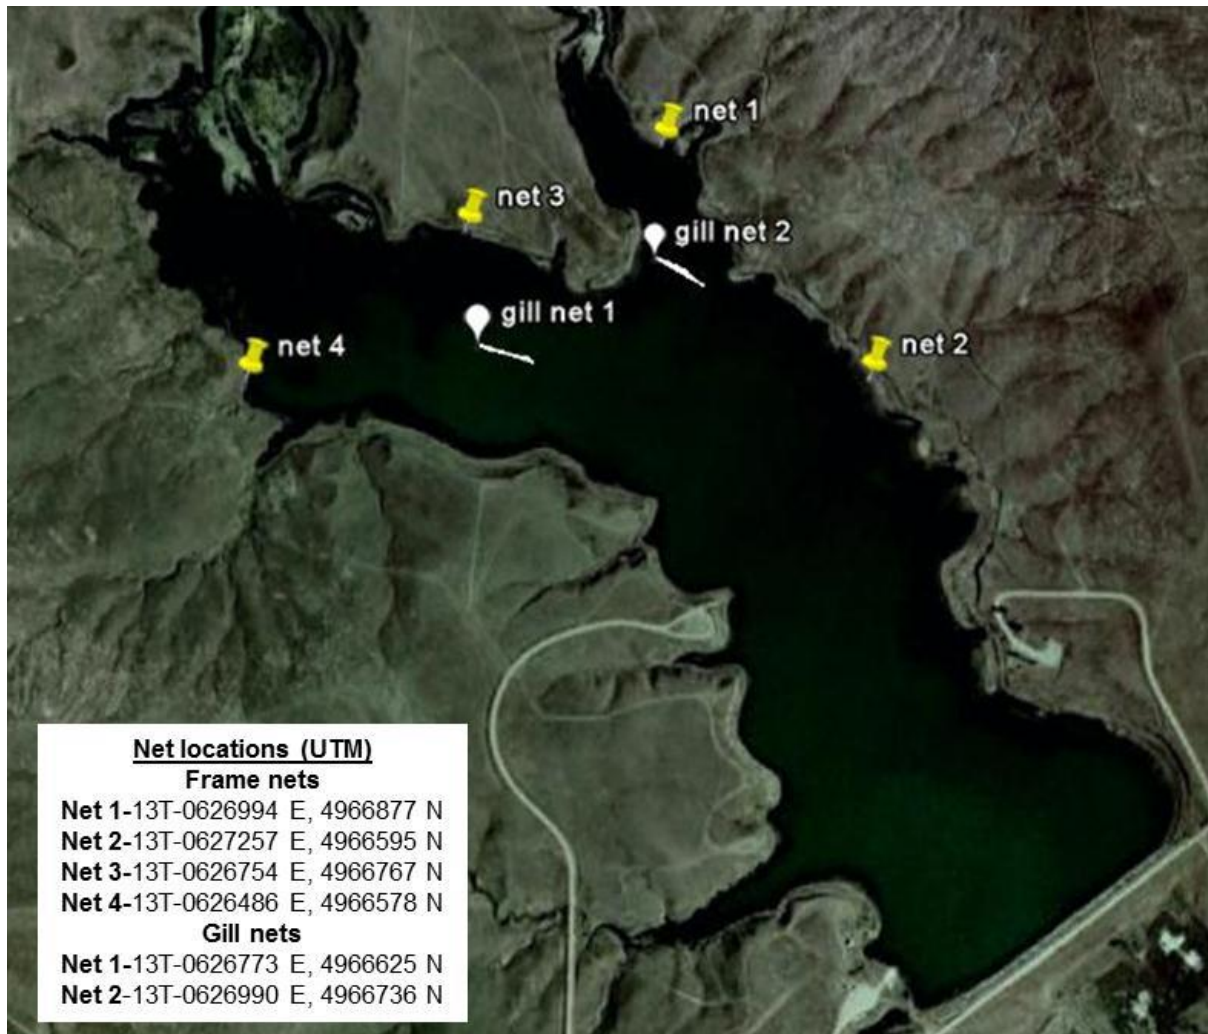 net 1
net 3
gill net 2
gill net 1
net 4
net 2
Net locations (UTM)
Frame nets
Net 1-13T-0626994 E, 4966877 N
Net 2-13T-0627257 E, 4966595 N
Net 3-13T-0626754 E, 4966767 N
Net 4-13T-0626486 E, 4966578 N
Gill nets
Net 1-13T-0626773 E, 4966625 N
Net 2-13T-0626990 E, 4966736 N